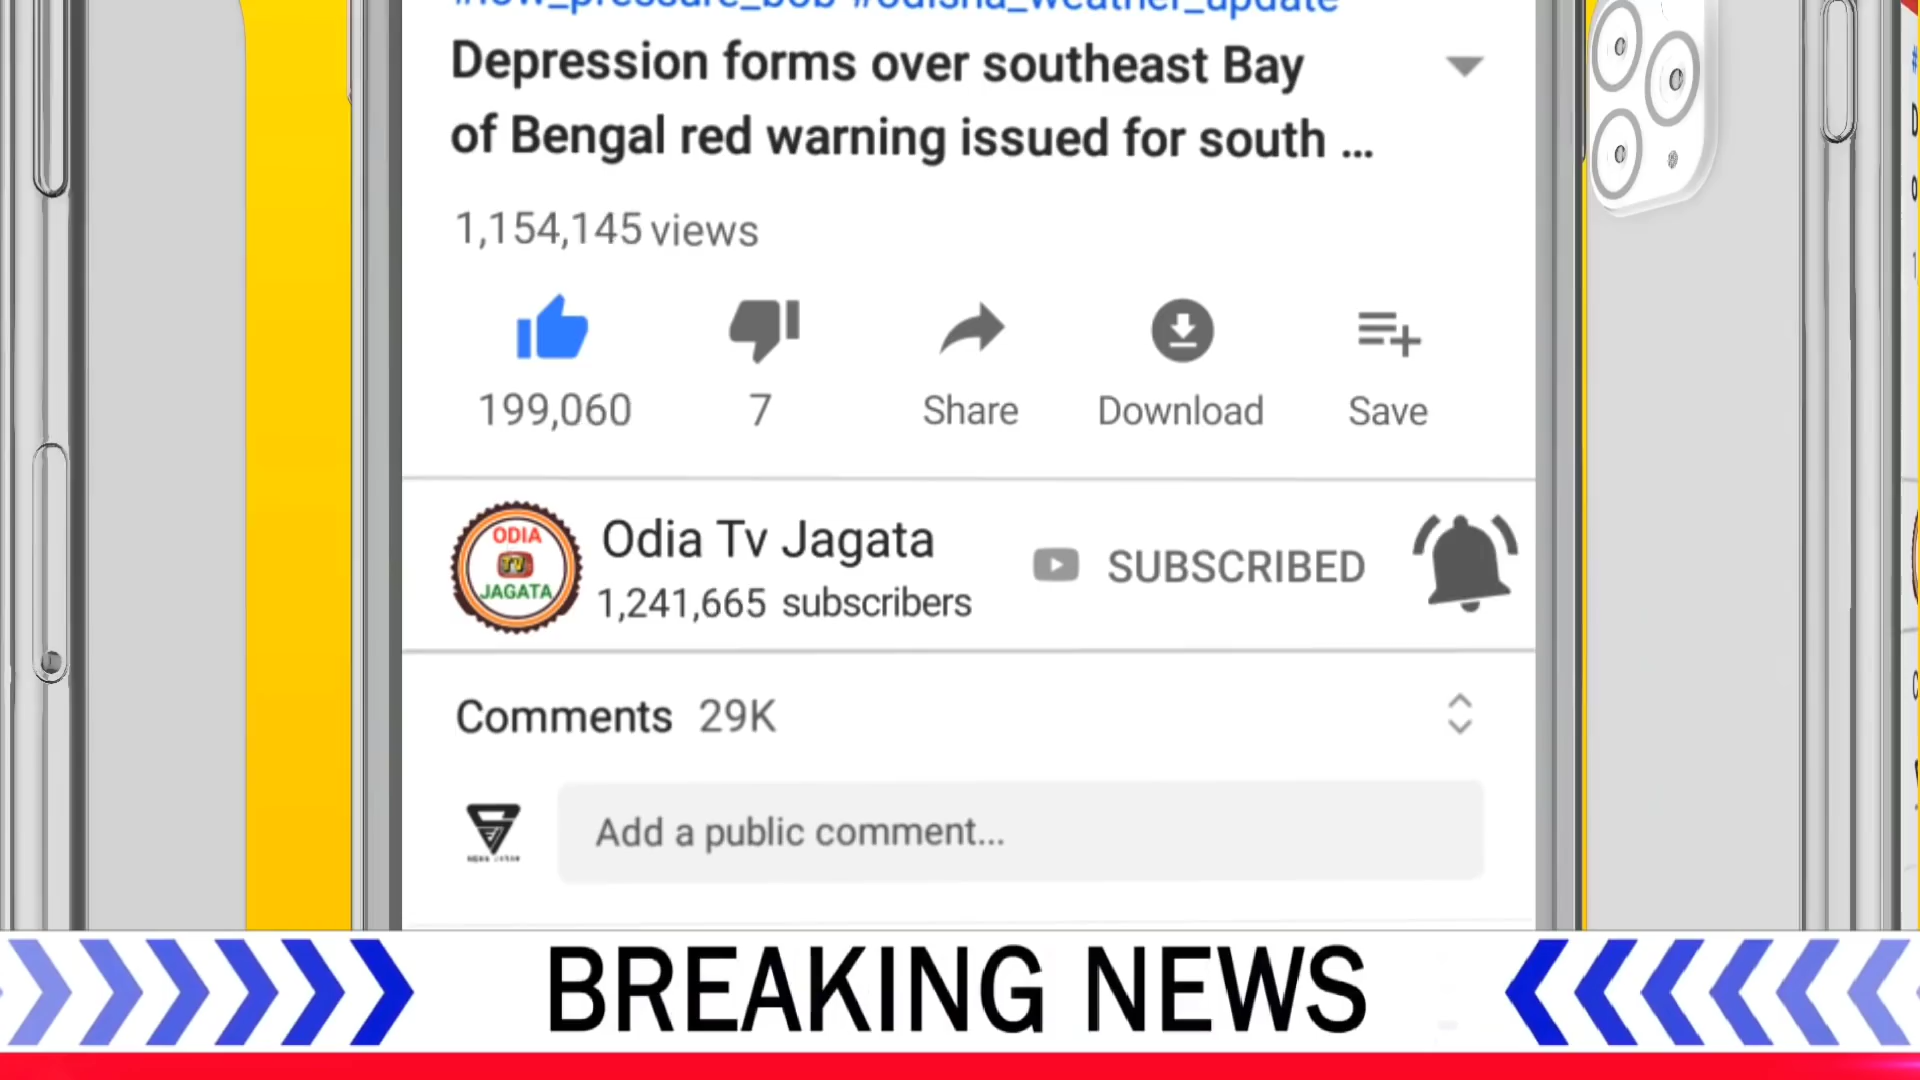 #low_pressure_bob #odisha_weather_update
Depression forms over southeast Bay
of Bengal red warning issued for south ...
1,154,145 views
199,060
7
Share
Download
Save
ODIA
TV
JAGATA
Odia Tv Jagata
1,241,665 subscribers
SUBSCRIBED
Comments 29K
Add a public comment...
BREAKING NEWS